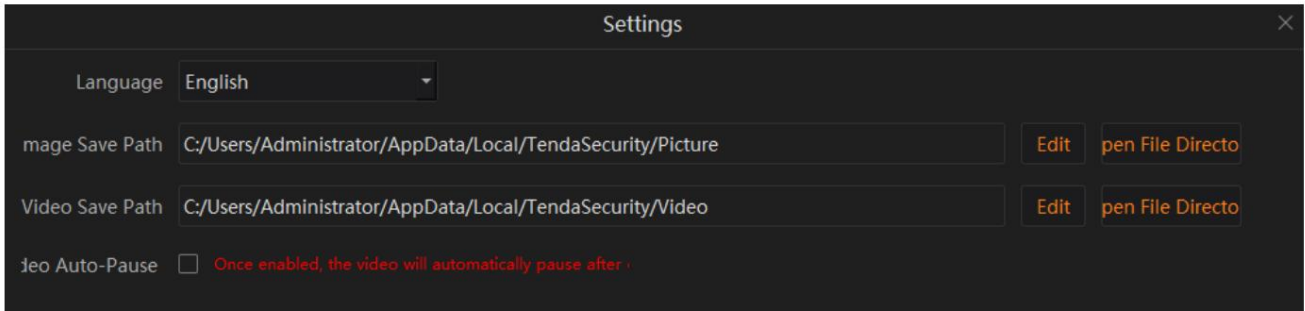 Settings
Language English
mage Save Path C:/Users/Administrator/AppData/Local/TendaSecurity/Picture Edit pen File Directo
Video Save Path C:/Users/Administrator/AppData/Local/TendaSecurity/Video Edit pen File Directo
deo Auto-Pause Once enabled, the video will automatically pause after